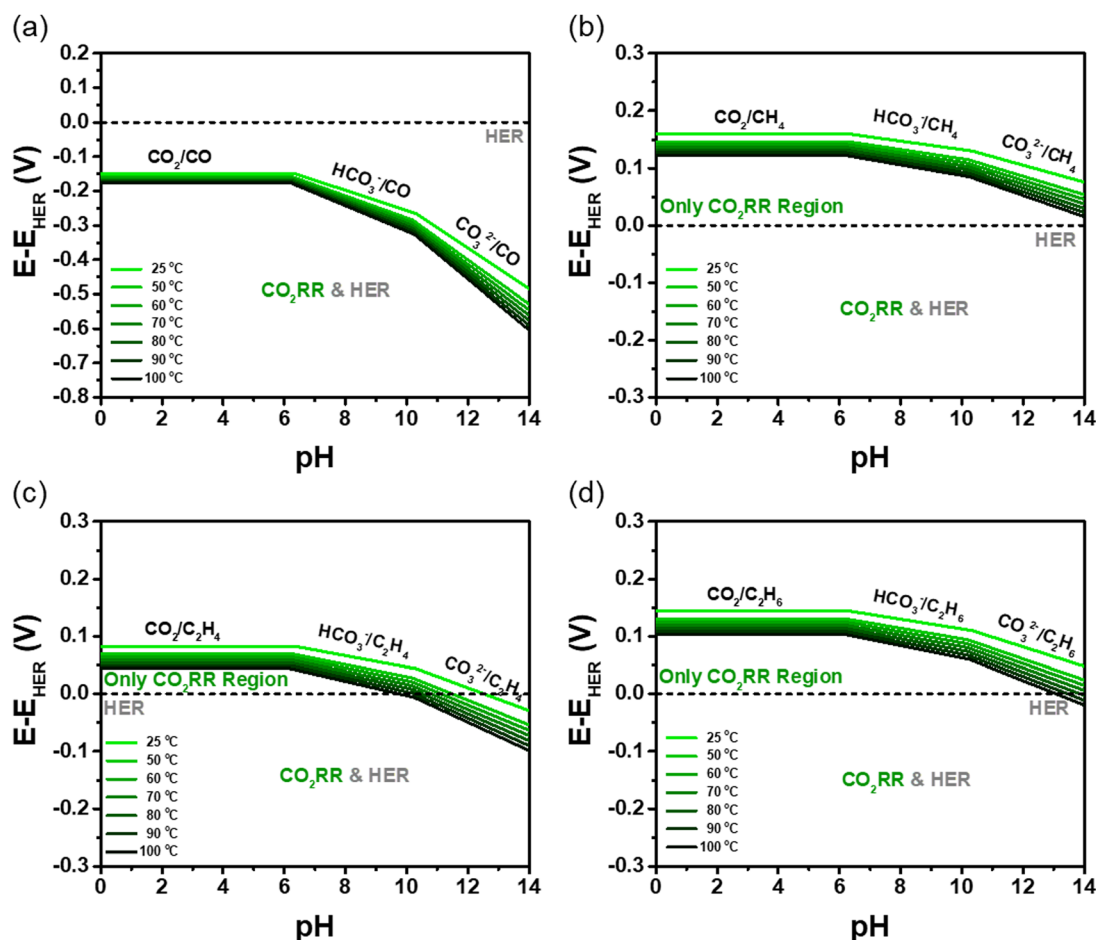 (a)
0.2
0.1
0.0
-0.1
-0.2
-0.3
-0.4
-0.5
-0.6
-0.7
-0.8
E-E_HER (V)
HER
CO₂/CO
HCO₃⁻/CO
CO₃²⁻/CO
CO₂RR & HER
25 °C
50 °C
60 °C
70 °C
80 °C
90 °C
100 °C
0 2 4 6 8 10 12 14
pH
(b)
0.3
0.2
0.1
0.0
-0.1
-0.2
-0.3
E-E_HER (V)
CO₂/CH₄
HCO₃⁻/CH₄
CO₃²⁻/CH₄
Only CO₂RR Region
HER
CO₂RR & HER
25 °C
50 °C
60 °C
70 °C
80 °C
90 °C
100 °C
0 2 4 6 8 10 12 14
pH
(c)
0.3
0.2
0.1
0.0
-0.1
-0.2
-0.3
E-E_HER (V)
CO₂/C₂H₄
HCO₃⁻/C₂H₄
CO₃²⁻/C₂H₄
Only CO₂RR Region
HER
CO₂RR & HER
25 °C
50 °C
60 °C
70 °C
80 °C
90 °C
100 °C
0 2 4 6 8 10 12 14
pH
(d)
0.3
0.2
0.1
0.0
-0.1
-0.2
-0.3
E-E_HER (V)
CO₂/C₂H₆
HCO₃⁻/C₂H₆
CO₃²⁻/C₂H₆
Only CO₂RR Region
HER
CO₂RR & HER
25 °C
50 °C
60 °C
70 °C
80 °C
90 °C
100 °C
0 2 4 6 8 10 12 14
pH